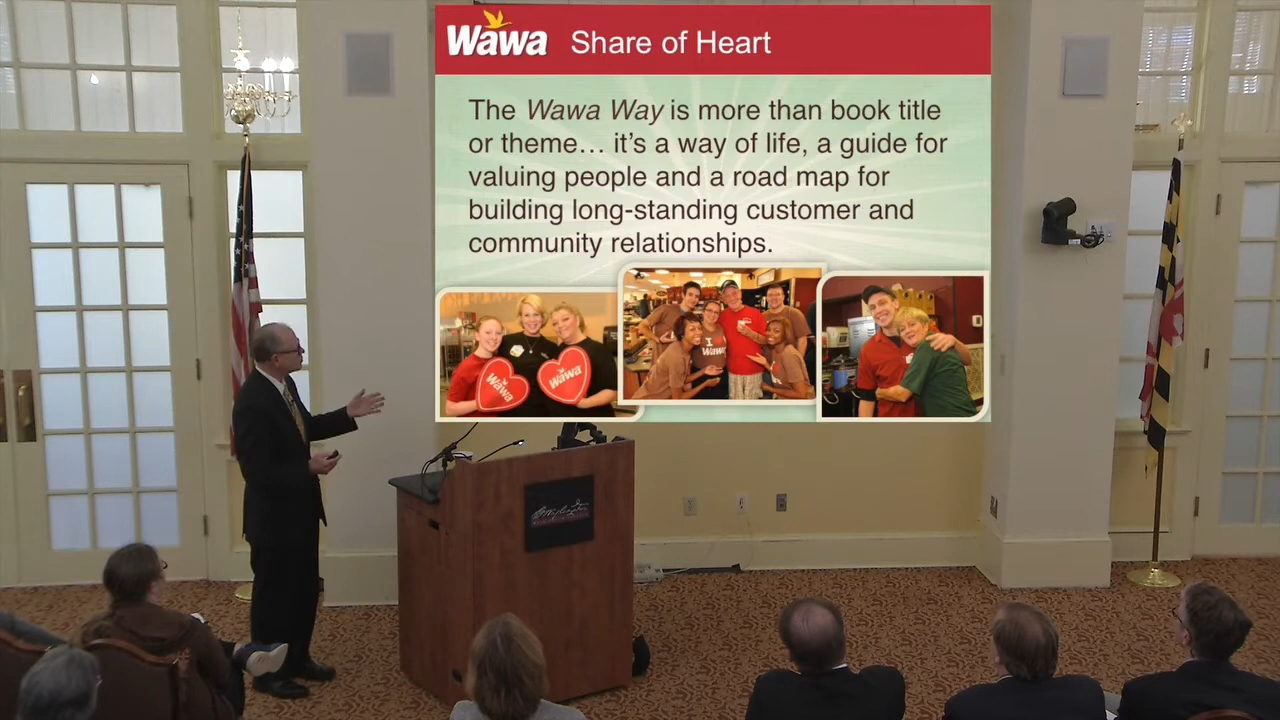 Wawa Share of Heart
The Wawa Way is more than book title
or theme... it's a way of life, a guide for
valuing people and a road map for
building long-standing customer and
community relationships.
Wawa
Wawa
I
Wawa